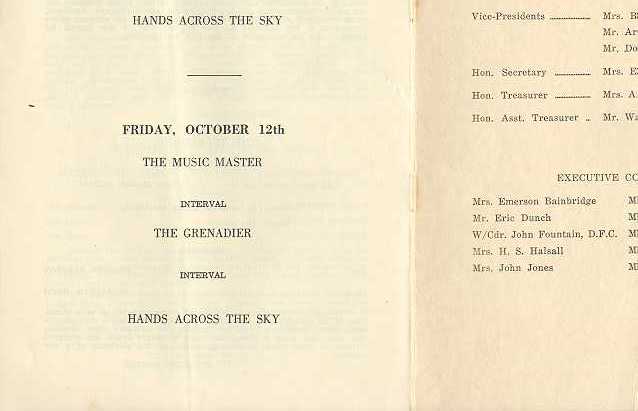 HANDS ACROSS THE SKY
FRIDAY, OCTOBER 12th
THE MUSIC MASTER
INTERVAL
THE GRENADIER
INTERVAL
HANDS ACROSS THE SKY
Vice-Presidents Mrs.
Mr.
Mr.
Hon. Secretary Mrs.
Hon. Treasurer Mrs. A.
Hon. Asst. Treasurer .. Mr.
EXECUTIVE
Mrs. Emerson Bainbridge
Mr. Eric Dunch
W/Cdr. John Fountain, D.F.C.
Mrs. H. S. Halsall
Mrs. John Jones